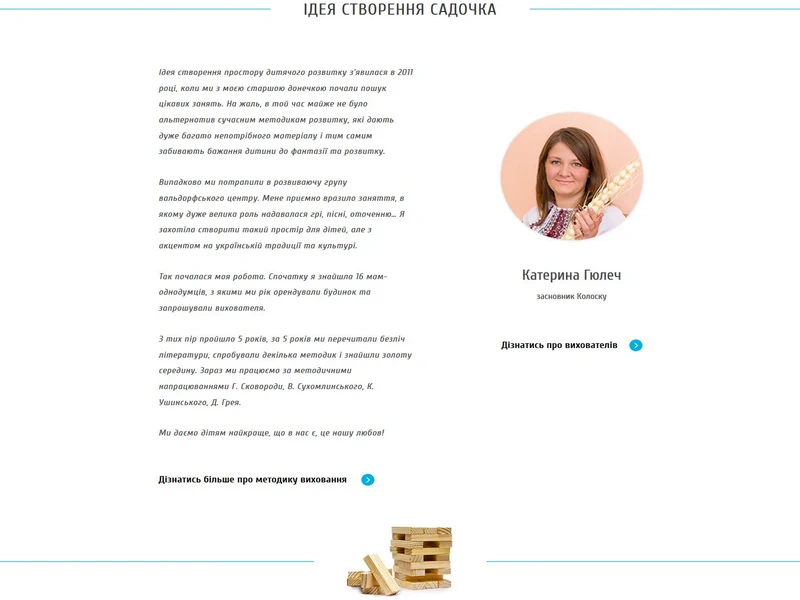 ІДЕЯ СТВОРЕННЯ САДОЧКА
Ідея створення простору дитячого розвитку з'явилася в 2011
році, коли ми з моєю старшою донечкою почали пошук
цікавих занять. На жаль, в той час майже не було
альтернатив сучасним методикам розвитку, які дають
дуже багато непотрібного матеріалу і тим самим
забивають бажання дитини до фантазії та розвитку.
Випадково ми потрапили в розвиваючу групу
вальдорфського центру. Мене приємно вразило заняття, в
якому дуже велика роль надавалася грі, пісні, оточенню... Я
захотіла створити такий простір для дітей, але з
акцентом на українській традиції та культурі.
Так почалася моя робота. Спочатку я знайшла 16 мам-
однодумців, з якими ми рік орендували будинок та
запрошували вихователя.
З тих пір пройшло 5 років, за 5 років ми перечитали безліч
літератури, спробували декілька методик і знайшли золоту
середину. Зараз ми працюємо за методичними
напрацюваннями Г. Сковороди, В. Сухомлинського, К.
Ушинського, Д. Грея.
Ми даємо дітям найкраще, що в нас є, це нашу любов!
Дізнатись більше про методику виховання
Катерина Гюлеч
засновник Колоску
Дізнатись про вихователів